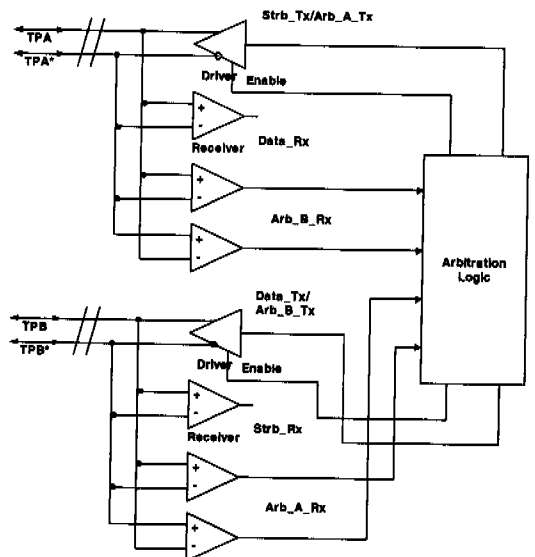 Strb_Tx/Arb_A_Tx
TPA
TPA*
Driver Enable
+
-
Data_Rx
Receiver
+
-
Arb_B_Rx
+
-
Arbitration
Logic
Data_Tx/
Arb_B_Tx
TPB
TPB*
Driver Enable
+
-
Strb_Rx
Receiver
+
-
Arb_A_Rx
+
-